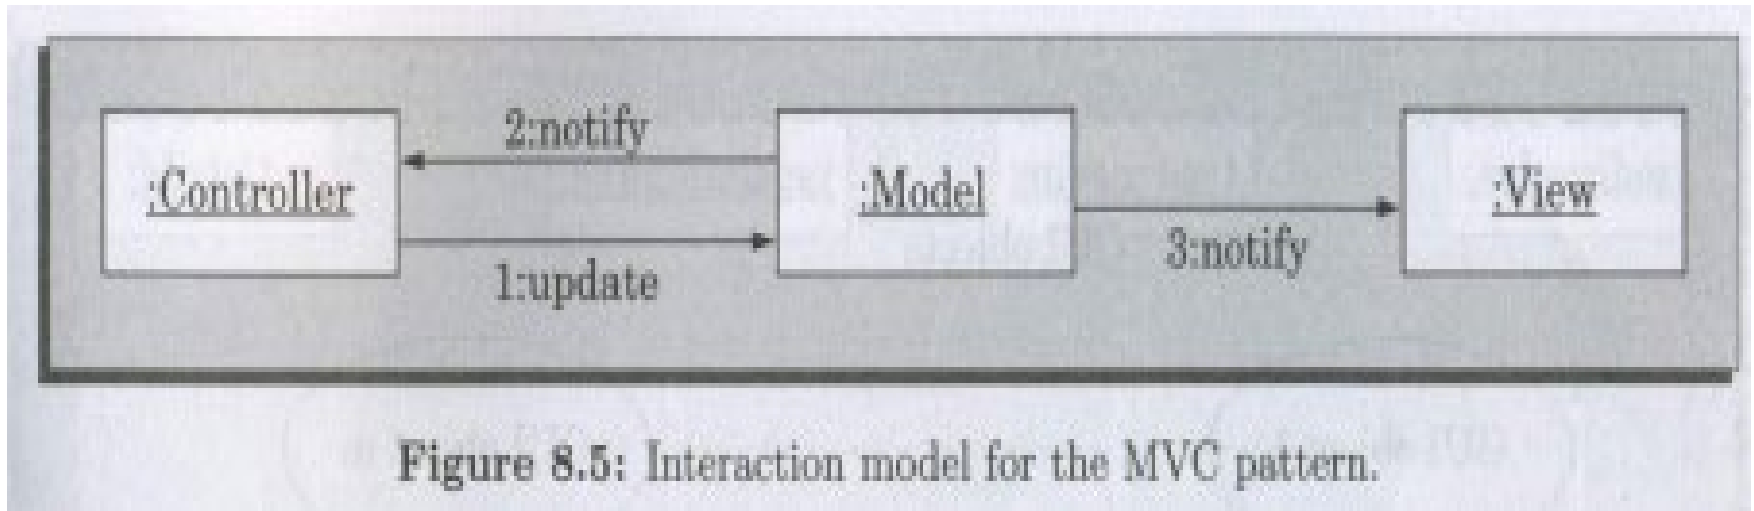 2:notify
:Controller
:Model
:View
1:update
3:notify
Figure 8.5: Interaction model for the MVC pattern.